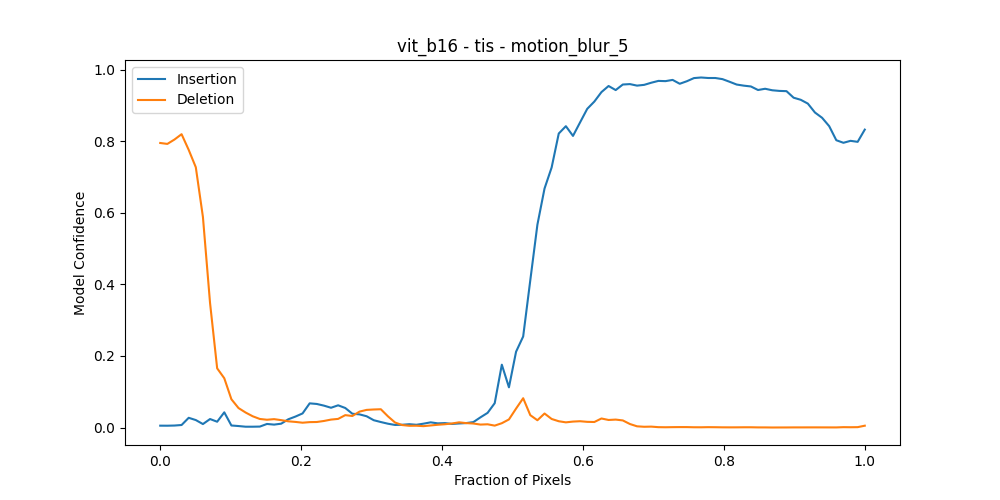 vit_b16 - tis - motion_blur_5
Insertion
Deletion
Model Confidence
1.0
0.8
0.6
0.4
0.2
0.0
0.0 0.2 0.4 0.6 0.8 1.0
Fraction of Pixels